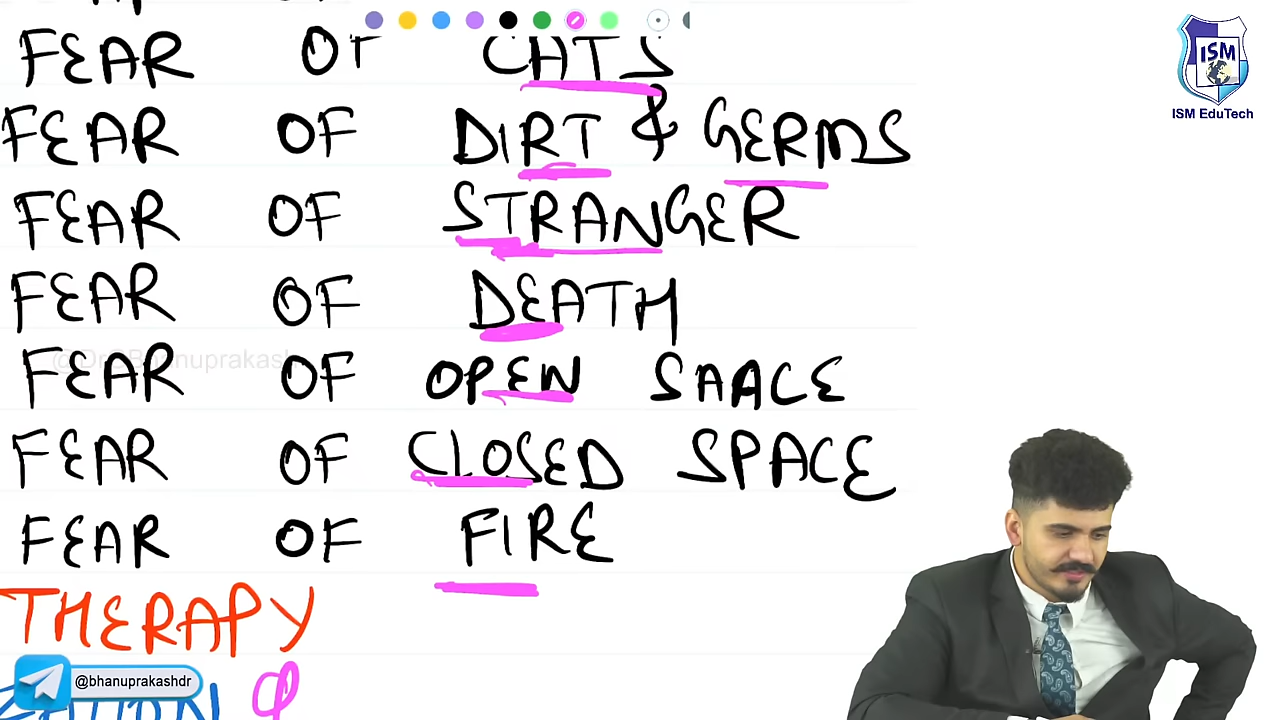 FEAR OF CATS
ISM
ISM EduTech
FEAR OF DIRT & GERMS
FEAR OF STRANGER
FEAR OF DEATH
FEAR OF OPEN SAACE
FEAR OF CLOSED SPACE
FEAR OF FIRE
THERAPY
@bhanuprakashdr